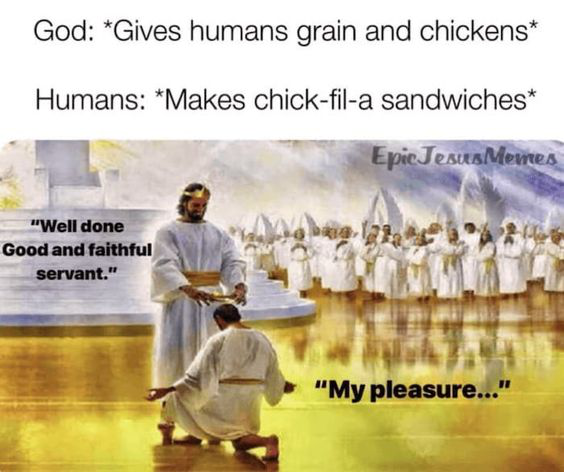 God: *Gives humans grain and chickens*
Humans: *Makes chick-fil-a sandwiches*
EpicJesusMemes
"Well done
Good and faithful
servant."
"My pleasure..."